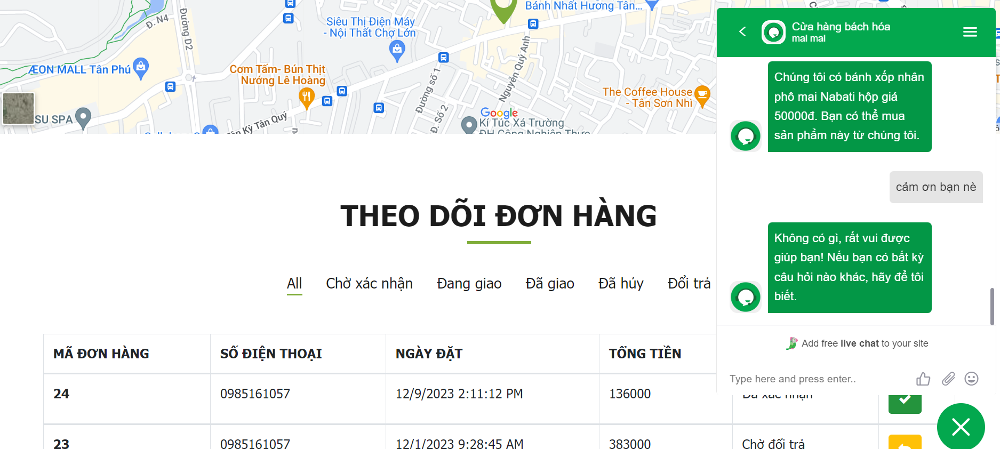 Đ. N4
Đường D2
Siêu Thị Điện Máy
- Nội Thất Chợ Lớn
Bánh Nhất Hương Tân...
ÆON MALL Tân Phú
Cơm Tấm- Bún Thịt
Nướng Lê Hoàng
Đường số 1
Đ. Số 2
Nguyễn Quý Anh
The Coffee House
- Tân Sơn Nhì
SU SPA
Tân Kỳ Tân Quý
Google
Kí Túc Xá Trường
ĐH Công Nghiệp Thực
Cửa hàng bách hóa
mai mai
Chúng tôi có bánh xốp nhân
phô mai Nabati hộp giá
50000đ. Bạn có thể mua
sản phẩm này từ chúng tôi.
cảm ơn bạn nè
Không có gì, rất vui được
giúp bạn! Nếu bạn có bất kỳ
câu hỏi nào khác, hãy để tôi
biết.
Add free live chat to your site
Type here and press enter..
THEO DÕI ĐƠN HÀNG
All Chờ xác nhận Đang giao Đã giao Đã hủy Đổi trả
MÃ ĐƠN HÀNG SỐ ĐIỆN THOẠI NGÀY ĐẶT TỔNG TIỀN
24 0985161057 12/9/2023 2:11:12 PM 136000 Đã xác nhận
23 0985161057 12/1/2023 9:28:45 AM 383000 Chờ đổi trả